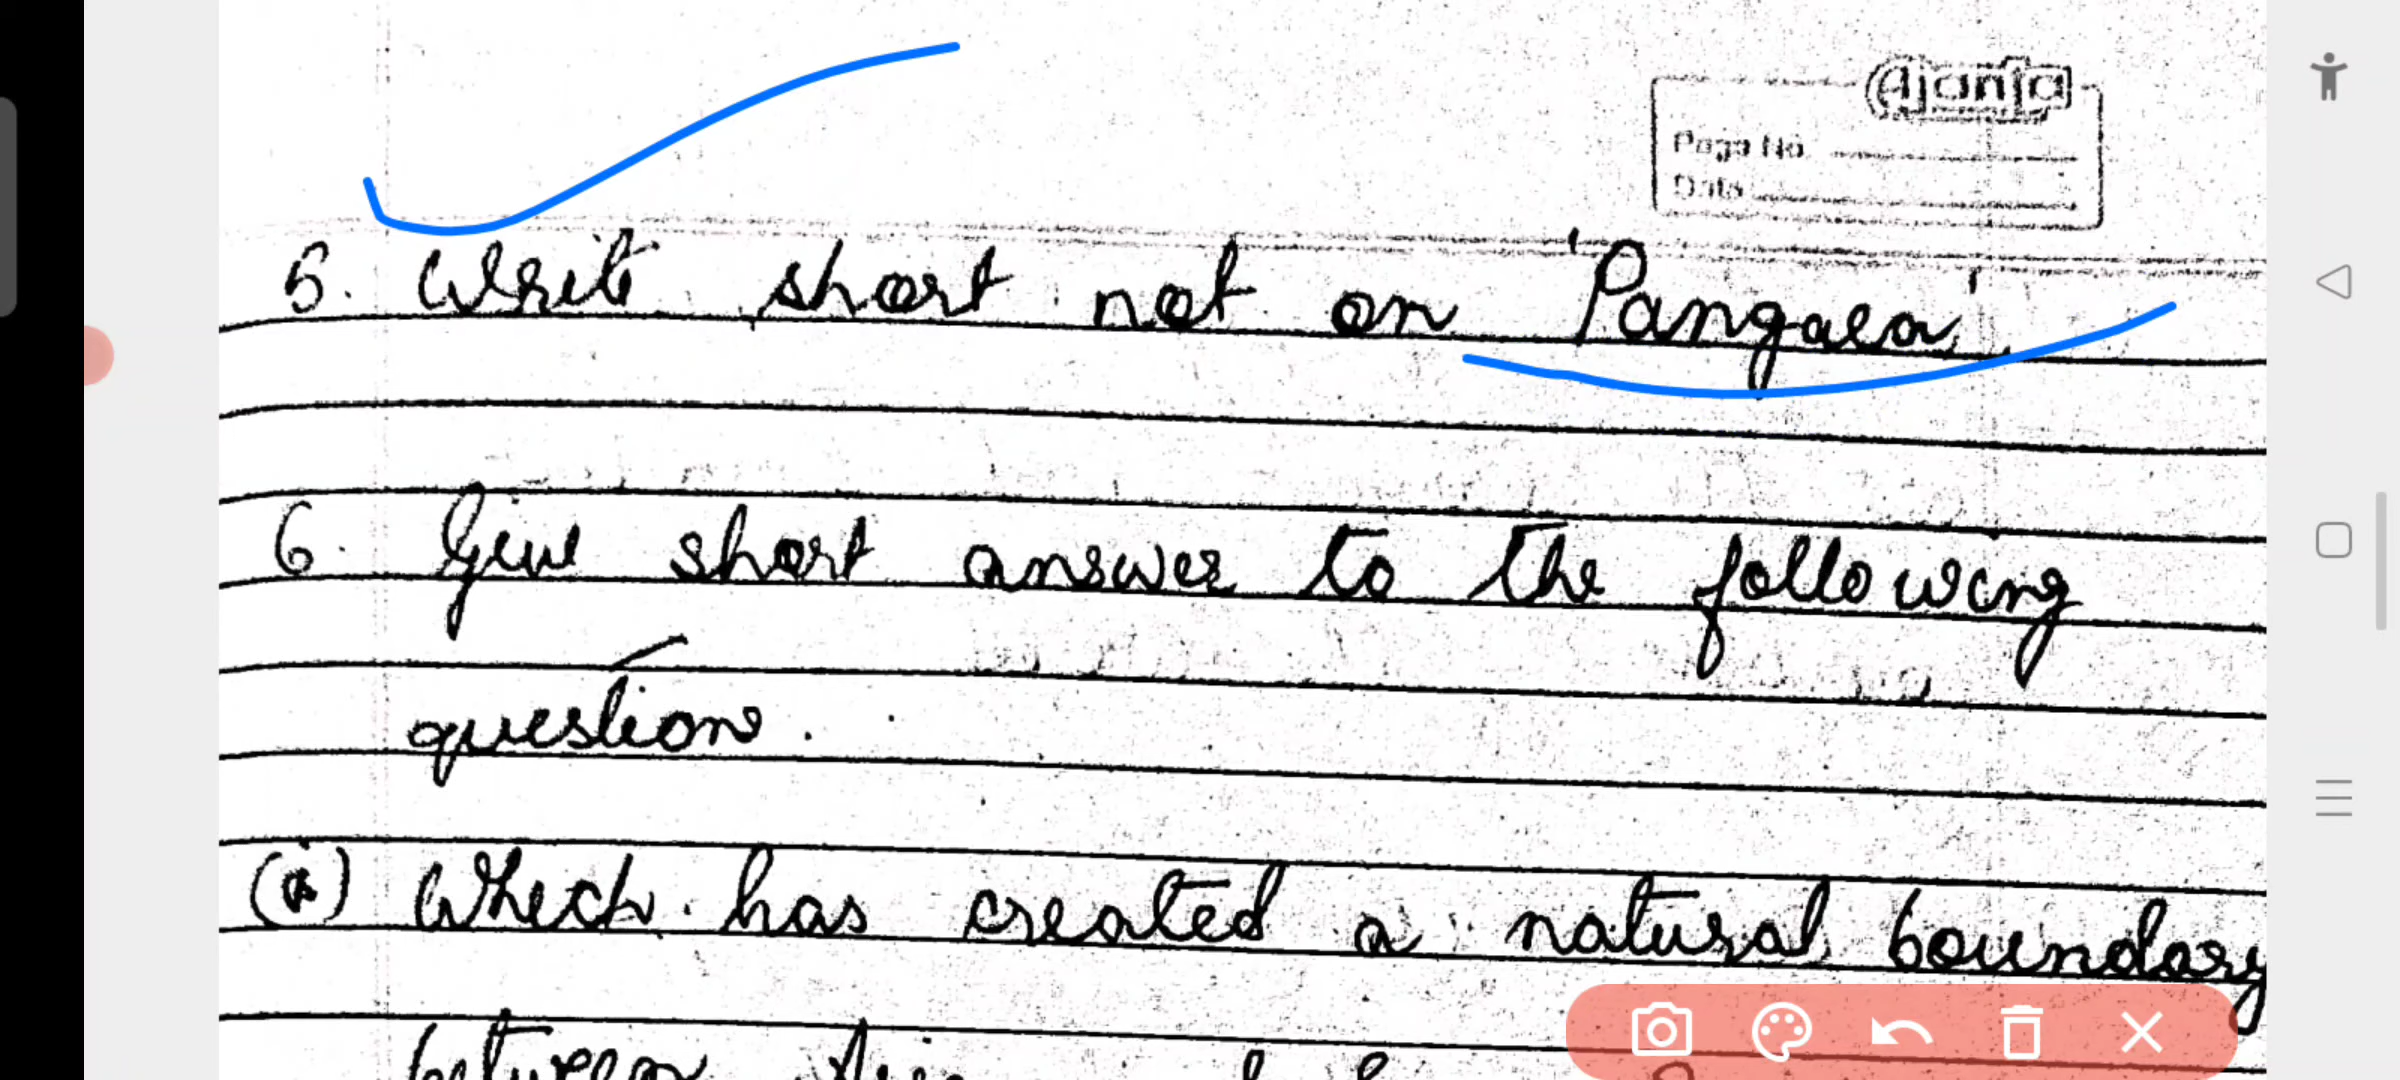 Ajanta
Page No.
Date
5. Write short not on 'Pangaea'.
6. Give short answer to the following
question.
(i) Which has created a natural boundary
between